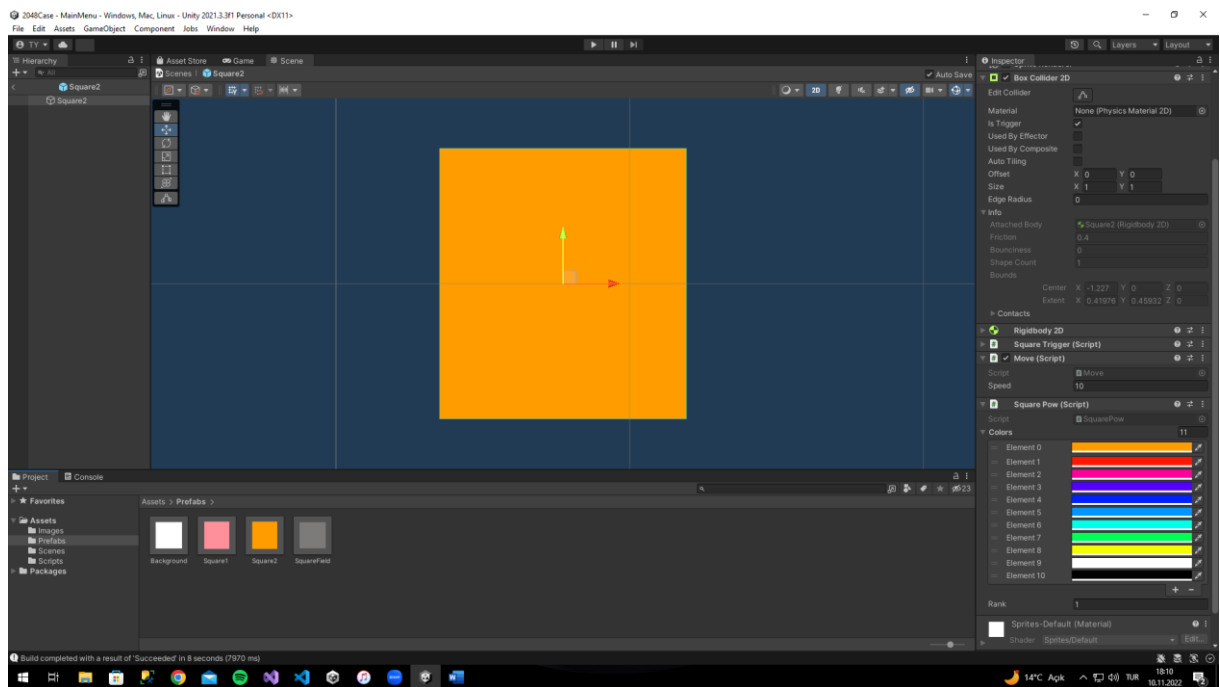 2048Case - MainMenu - Windows, Mac, Linux - Unity 2021.3.3f1 Personal <DX11>
File Edit Assets GameObject Component Jobs Window Help
TY Layers Layout
Hierarchy Asset Store Game Scene Inspector
All Scenes Square2 Auto Save
Square2
Square2
2D
Box Collider 2D
Edit Collider
Material None (Physics Material 2D)
Is Trigger
Used By Effector
Used By Composite
Auto Tiling
Offset X 0 Y 0
Size X 1 Y 1
Edge Radius 0
Info
Attached Body Square2 (Rigidbody 2D)
Friction 0.4
Bounciness 0
Shape Count 1
Bounds
Center X -1.227 Y 0 Z 0
Extent X 0.41976 Y 0.45932 Z 0
Contacts
Rigidbody 2D
Square Trigger (Script)
Move (Script)
Script Move
Speed 10
Square Pow (Script)
Script SquarePow
Colors 11
Element 0
Element 1
Element 2
Element 3
Element 4
Element 5
Element 6
Element 7
Element 8
Element 9
Element 10
Rank 1
Sprites-Default (Material)
Shader Sprites/Default Edit...
Project Console
23
Favorites
Assets > Prefabs >
Assets
Images
Prefabs
Scenes
Scripts
Packages
Background Square1 Square2 SquareField
Build completed with a result of 'Succeeded' in 8 seconds (7970 ms)
14°C Açık TUR 18:10
10.11.2022